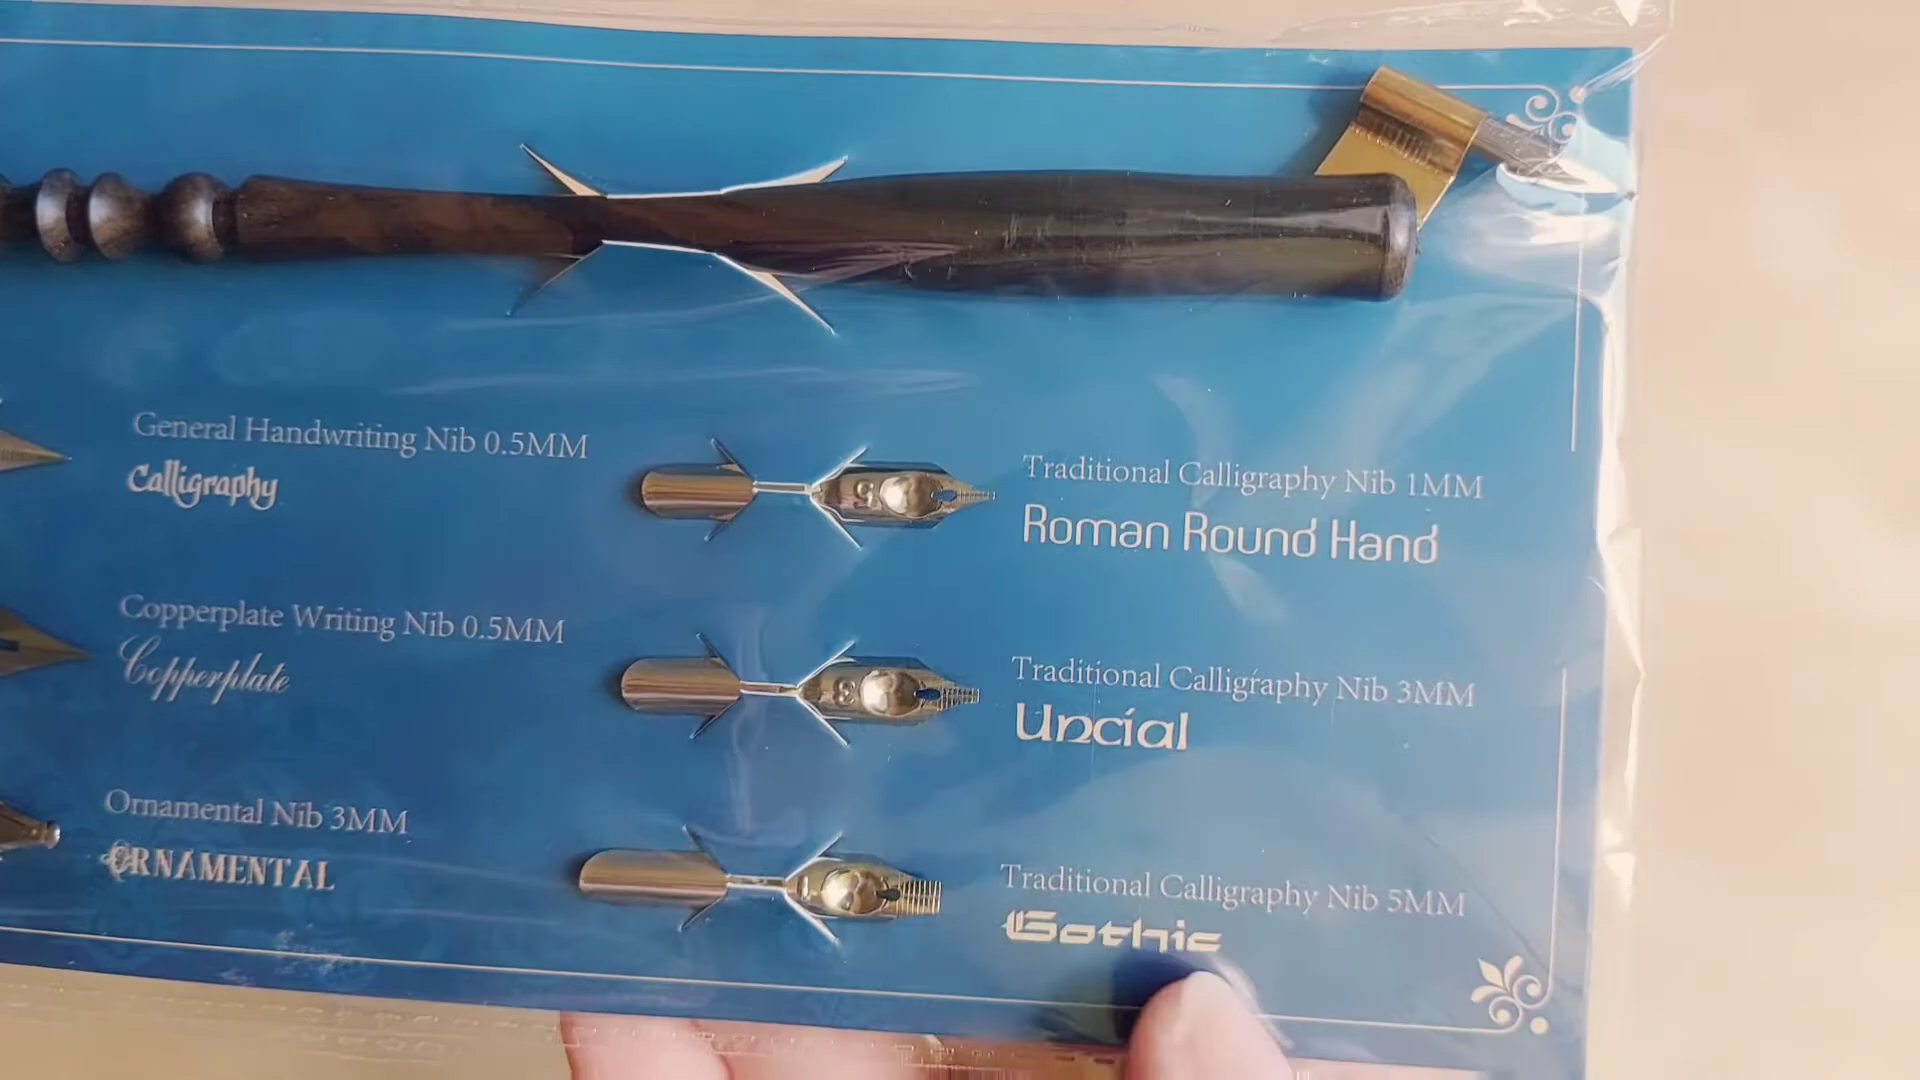 General Handwriting Nib 0.5MM
Calligraphy
Copperplate Writing Nib 0.5MM
Copperplate
Ornamental Nib 3MM
ORNAMENTAL
Traditional Calligraphy Nib 1MM
Roman Round Hand
Traditional Calligraphy Nib 3MM
Uncial
Traditional Calligraphy Nib 5MM
Gothic